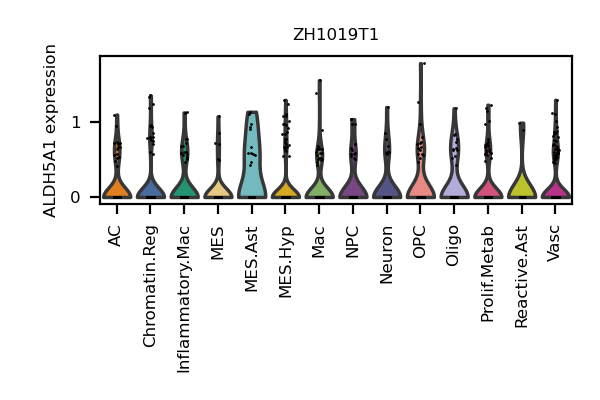 ZH1019T1
ALDH5A1 expression
1
0
AC
Chromatin.Reg
Inflammatory.Mac
MES
MES.Ast
MES.Hyp
Mac
NPC
Neuron
OPC
Oligo
Prolif.Metab
Reactive.Ast
Vasc